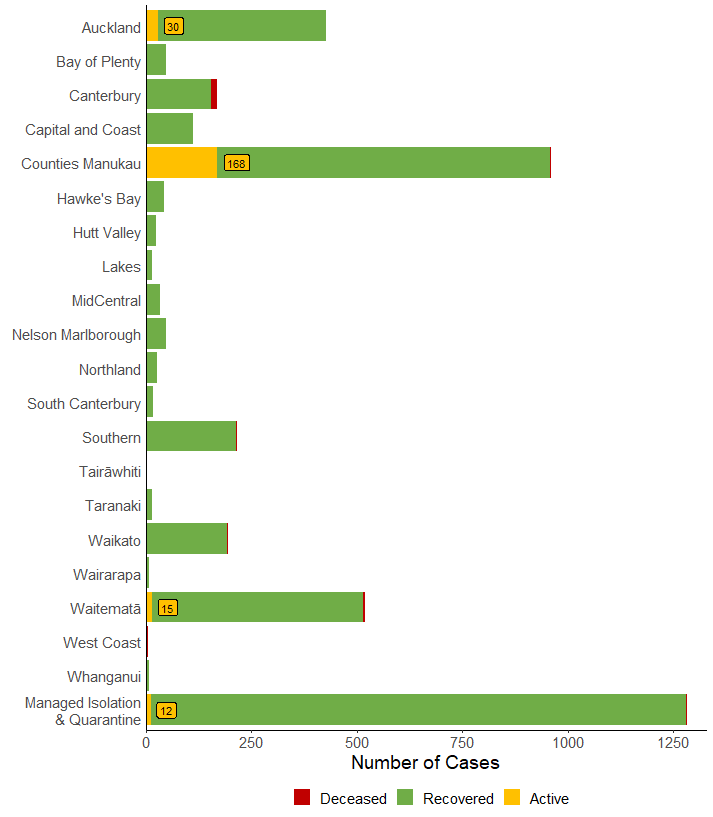 Auckland
30
Bay of Plenty
Canterbury
Capital and Coast
Counties Manukau
168
Hawke's Bay
Hutt Valley
Lakes
MidCentral
Nelson Marlborough
Northland
South Canterbury
Southern
Tairāwhiti
Taranaki
Waikato
Wairarapa
Waitematā
15
West Coast
Whanganui
Managed Isolation
& Quarantine
12
0 250 500 750 1000 1250
Number of Cases
Deceased Recovered Active